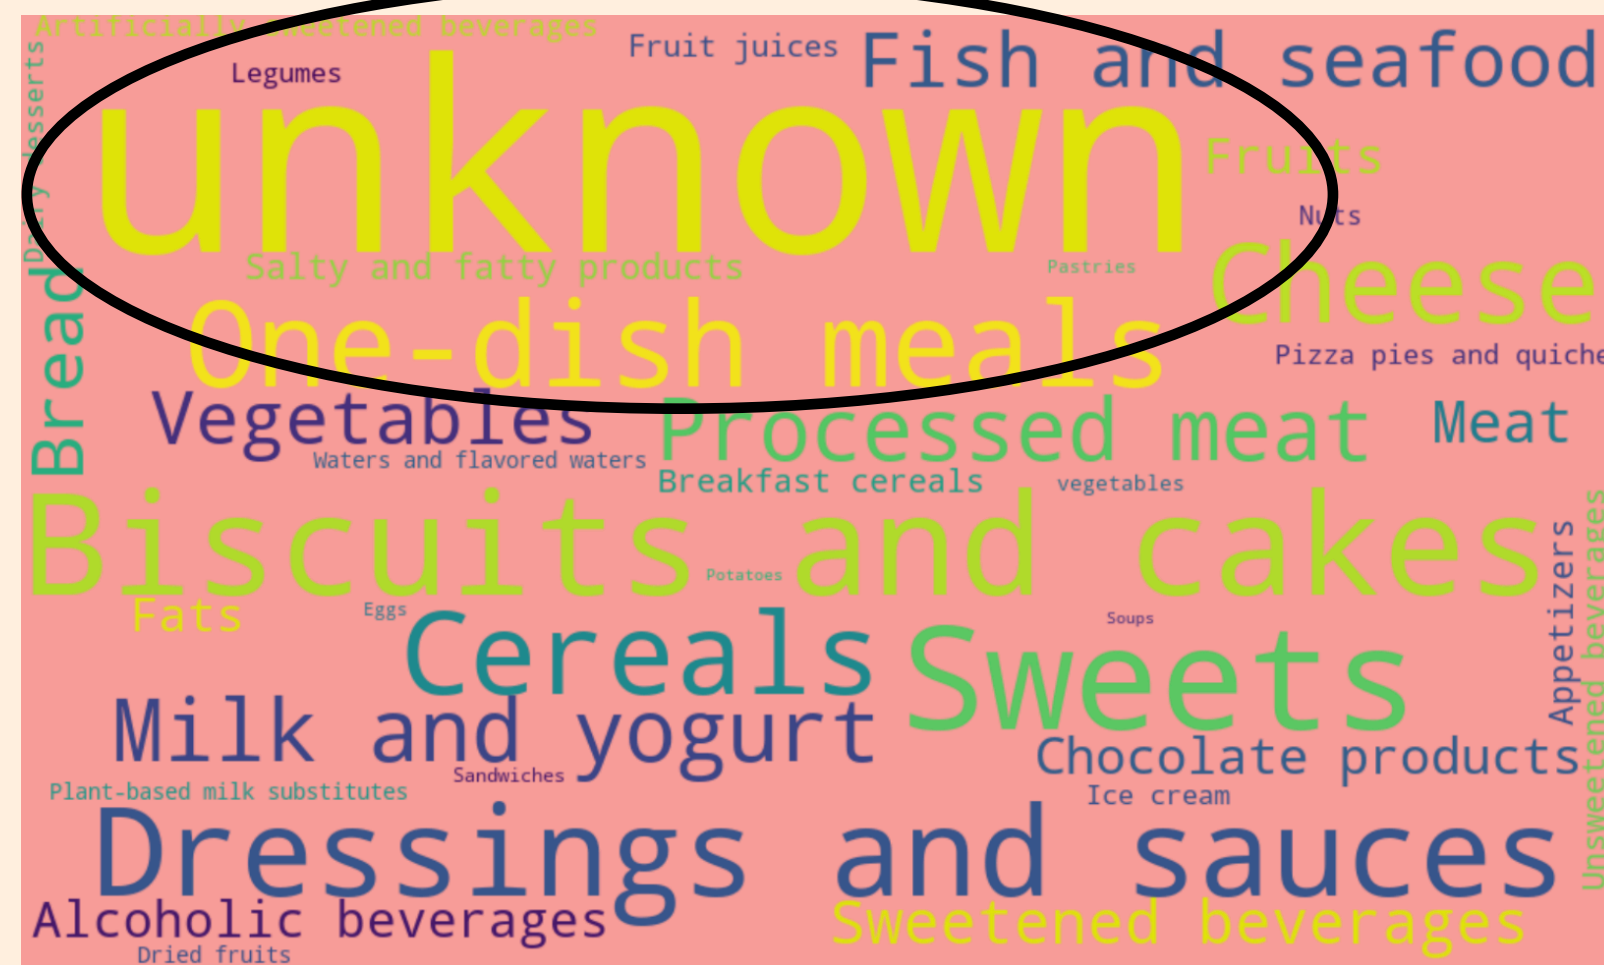 Artificially sweetened beverages
Fruit juices
Fish and seafood
Legumes
Dairy desserts
unknown
Fruits
Nuts
Salty and fatty products
Pastries
Cheese
Bread
One-dish meals
Pizza pies and quiche
Vegetables
Processed meat
Meat
Waters and flavored waters
Breakfast cereals
vegetables
Biscuits and cakes
Potatoes
Appetizers
Unsweetened beverages
Fats
Eggs
Cereals
Soups
Sweets
Milk and yogurt
Chocolate products
Sandwiches
Plant-based milk substitutes
Ice cream
Dressings and sauces
Alcoholic beverages
Sweetened beverages
Dried fruits